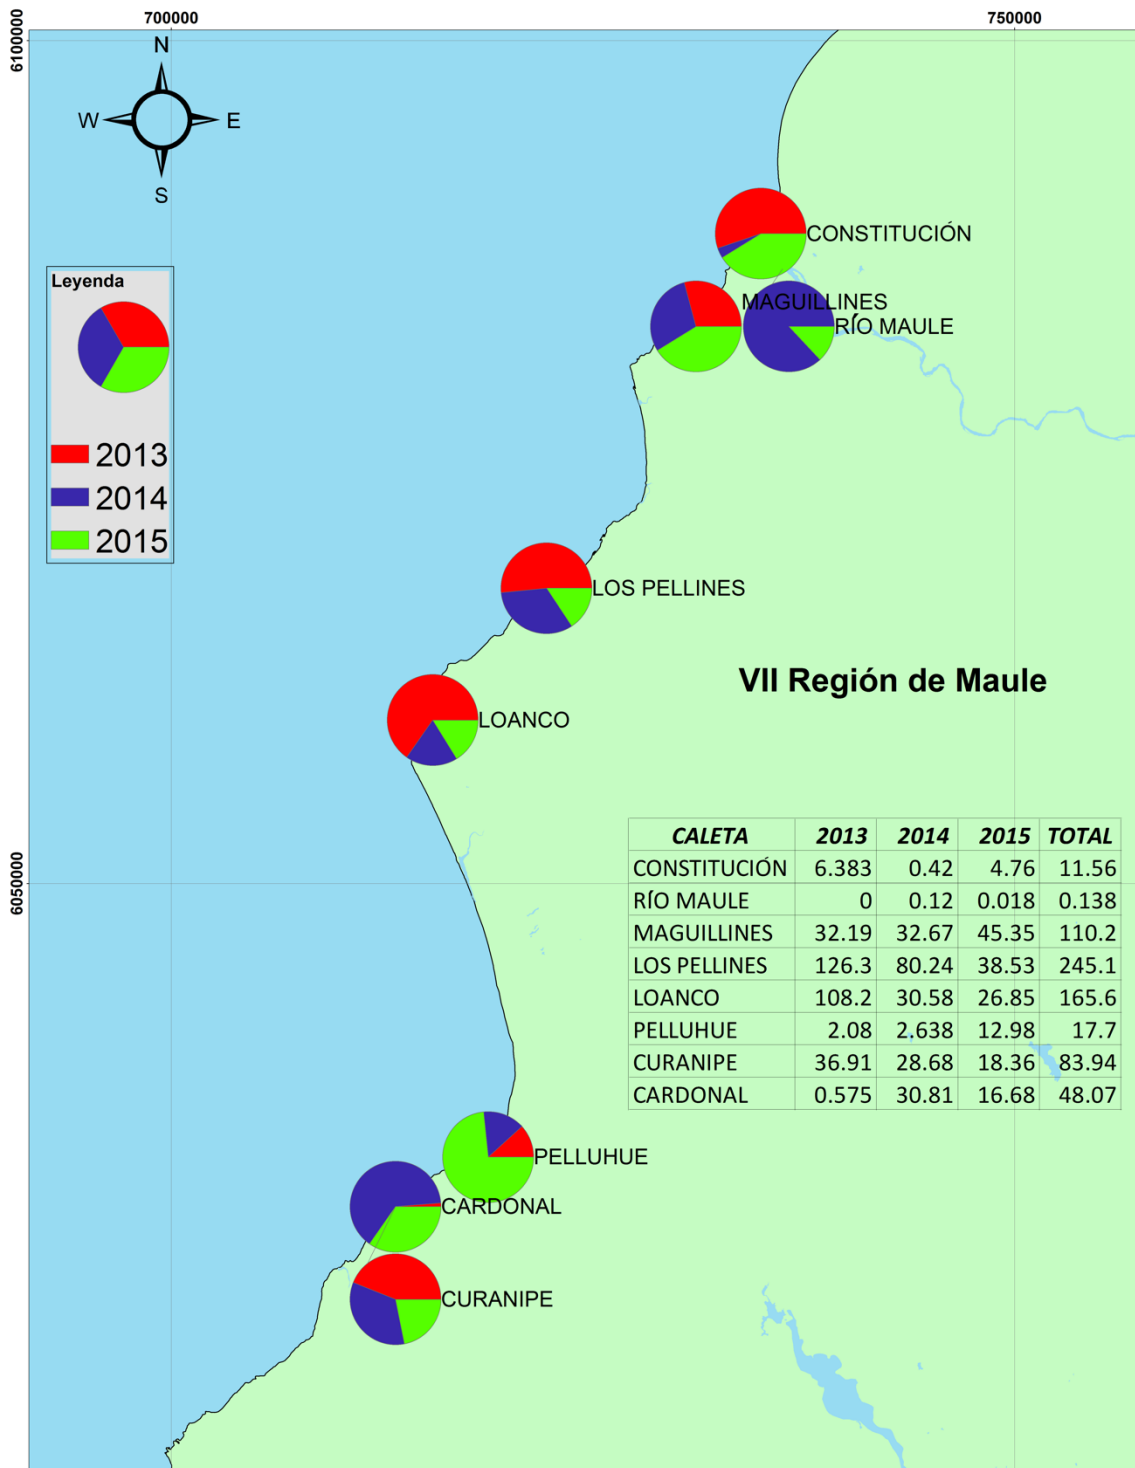 700000 750000
6100000
N
W E
S
CONSTITUCIÓN
Leyenda
MAGUILLINES
RÍO MAULE
2013
2014
2015
LOS PELLINES
VII Región de Maule
LOANCO
CALETA 2013 2014 2015 TOTAL
CONSTITUCIÓN 6.383 0.42 4.76 11.56
RÍO MAULE 0 0.12 0.018 0.138
MAGUILLINES 32.19 32.67 45.35 110.2
LOS PELLINES 126.3 80.24 38.53 245.1
LOANCO 108.2 30.58 26.85 165.6
PELLUHUE 2.08 2.638 12.98 17.7
CURANIPE 36.91 28.68 18.36 83.94
CARDONAL 0.575 30.81 16.68 48.07
6050000
PELLUHUE
CARDONAL
CURANIPE